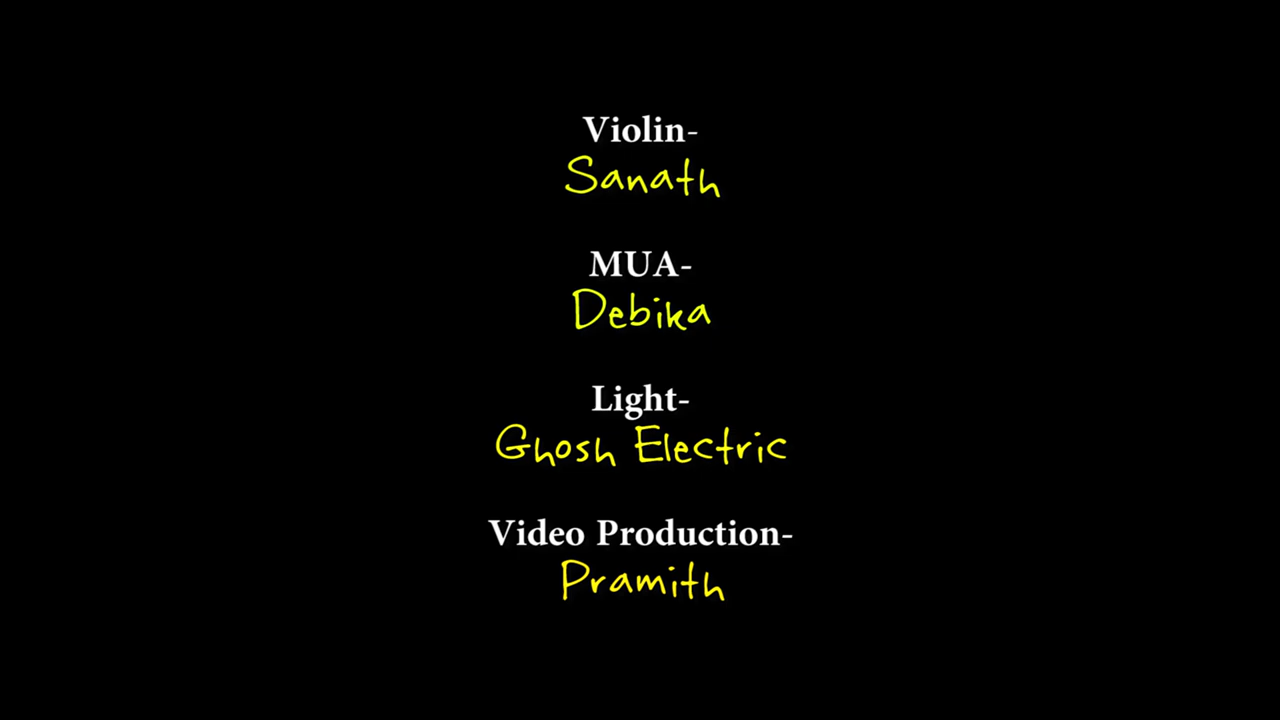 Violin-
Sanath
MUA-
Debika
Light-
Ghosh Electric
Video Production-
Pramith